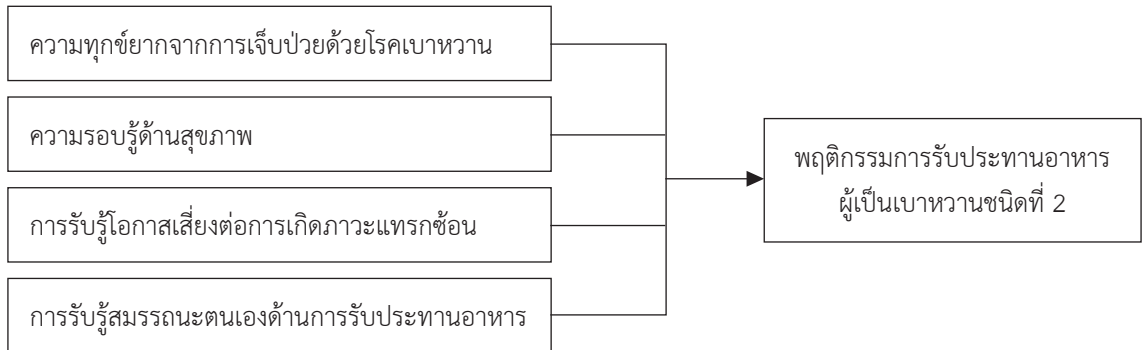 ความทุกข์ยากจากการเจ็บป่วยด้วยโรคเบาหวาน
ความรอบรู้ด้านสุขภาพ
การรับรู้โอกาสเสี่ยงต่อการเกิดภาวะแทรกซ้อน
การรับรู้สมรรถนะตนเองด้านการรับประทานอาหาร
พฤติกรรมการรับประทานอาหาร
ผู้เป็นเบาหวานชนิดที่ 2